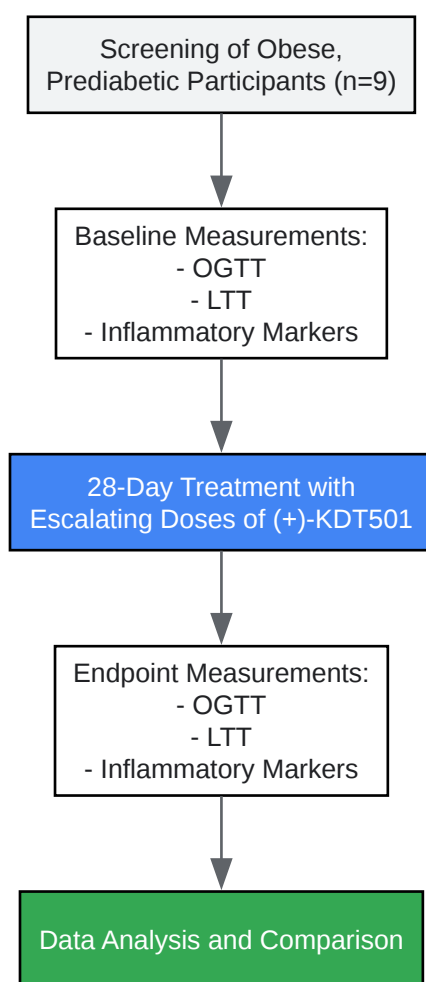 Screening of Obese,
Prediabetic Participants (n=9)
Baseline Measurements:
- OGTT
- LTT
- Inflammatory Markers
28-Day Treatment with
Escalating Doses of (+)-KDT501
Endpoint Measurements:
- OGTT
- LTT
- Inflammatory Markers
Data Analysis and Comparison